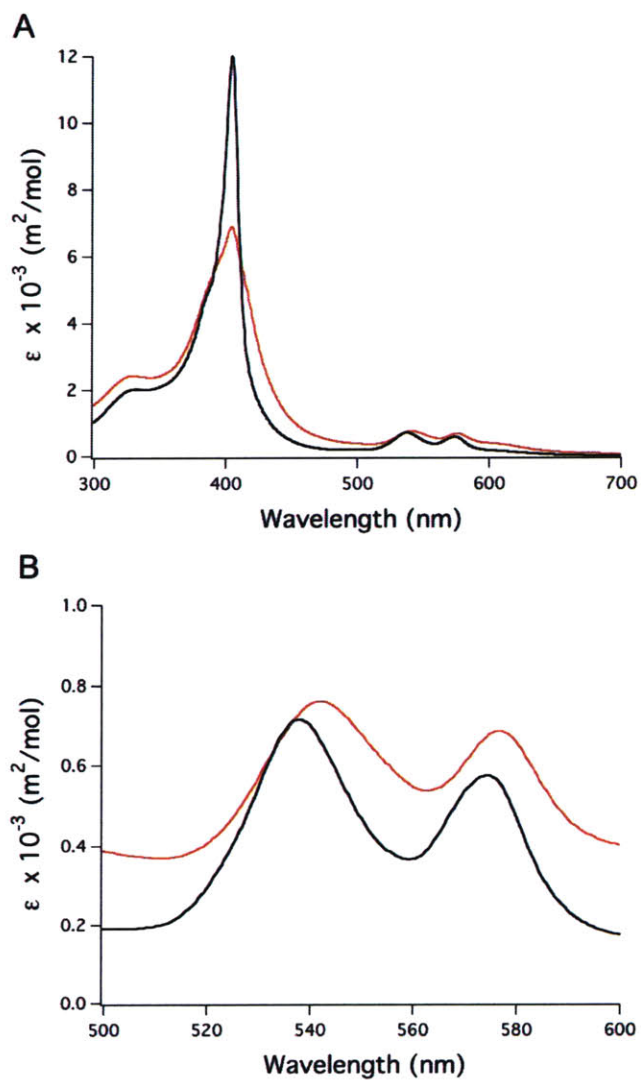 A
12
10
8
6
4
2
0
ε x 10⁻³ (m²/mol)
300 400 500 600 700
Wavelength (nm)
B
1.0
0.8
0.6
0.4
0.2
0.0
ε x 10⁻³ (m²/mol)
500 520 540 560 580 600
Wavelength (nm)